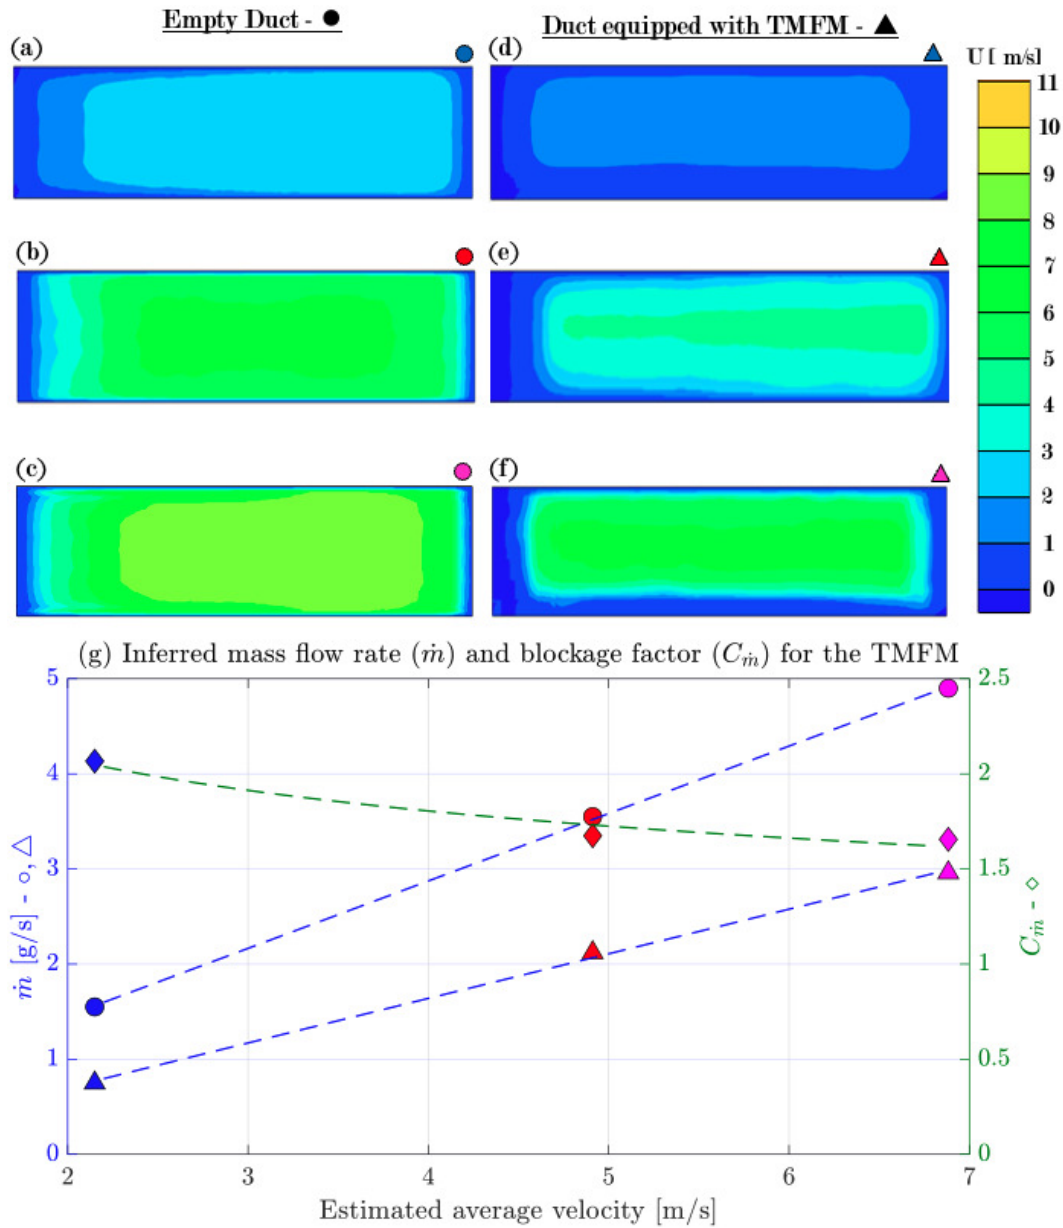 Empty Duct - ●
Duct equipped with TMFM - ▲
(a)
(d)
U [ m/s]
11
10
9
8
7
6
5
4
3
2
1
0
(b)
(e)
(c)
(f)
(g) Inferred mass flow rate (ṁ) and blockage factor (C_ṁ) for the TMFM
5
4
3
2
1
0
ṁ [g/s] - ○, △
2.5
2
1.5
1
0.5
0
C_ṁ - ◇
2 3 4 5 6 7
Estimated average velocity [m/s]